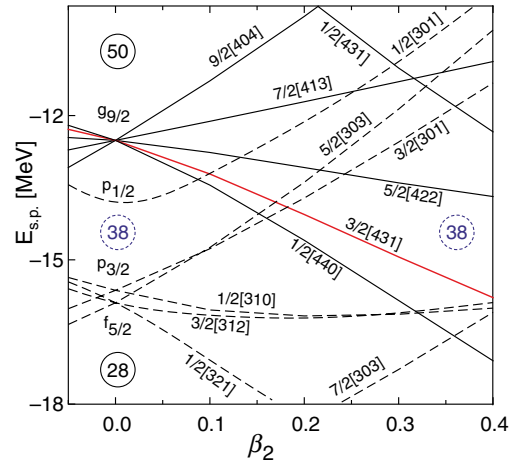 50
9/2[404]
1/2[431]
1/2[301]
7/2[413]
g9/2
5/2[303]
3/2[301]
5/2[422]
p1/2
38
38
3/2[431]
1/2[440]
p3/2
1/2[310]
3/2[312]
f5/2
28
1/2[321]
7/2[303]
-12
-15
-18
E s.p. [MeV]
0.0 0.1 0.2 0.3 0.4
β2